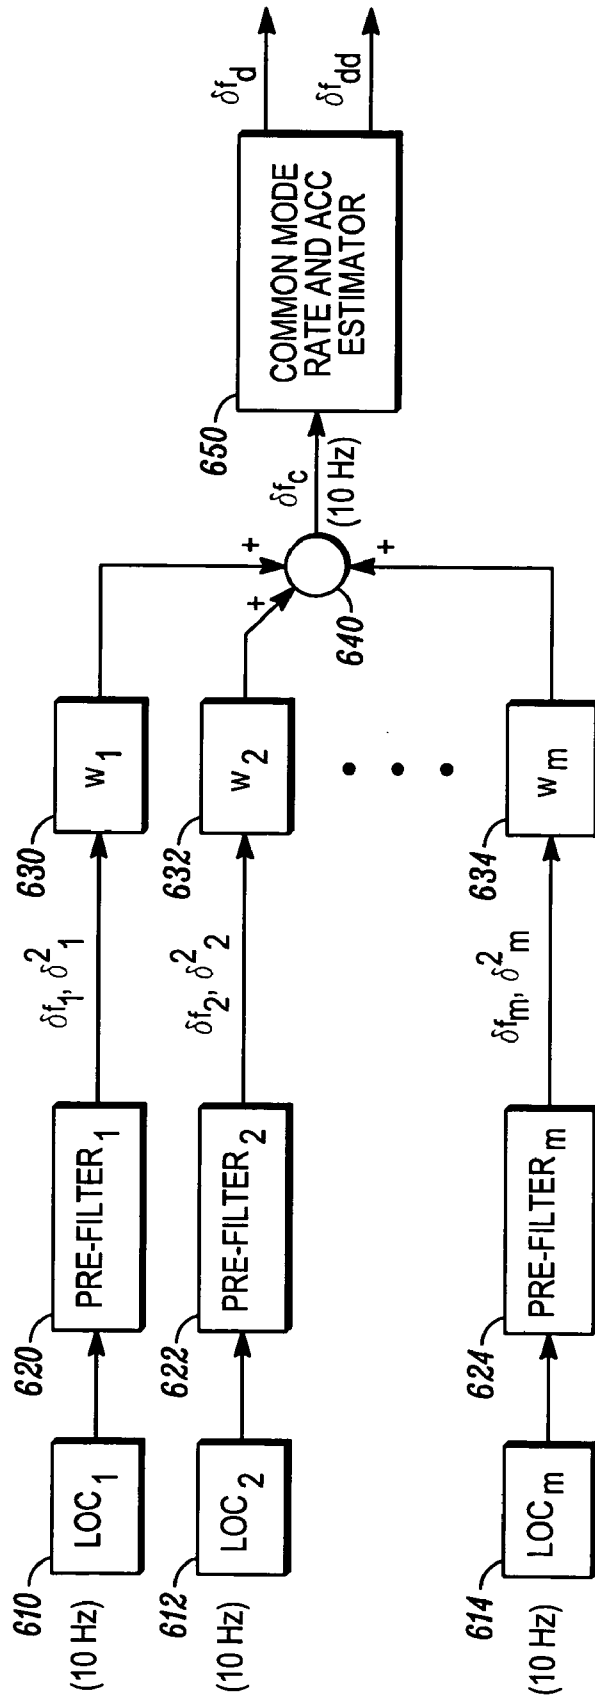 610
LOC1
(10 Hz)
620
PRE-FILTER1
δf1, δ²1
630
w1
+
612
LOC2
(10 Hz)
622
PRE-FILTER2
δf2, δ²2
632
w2
+
• • •
614
LOCm
(10 Hz)
624
PRE-FILTERm
δfm, δ²m
634
wm
+
640
δfc
(10 Hz)
650
COMMON MODE
RATE AND ACC
ESTIMATOR
δfd
δfdd